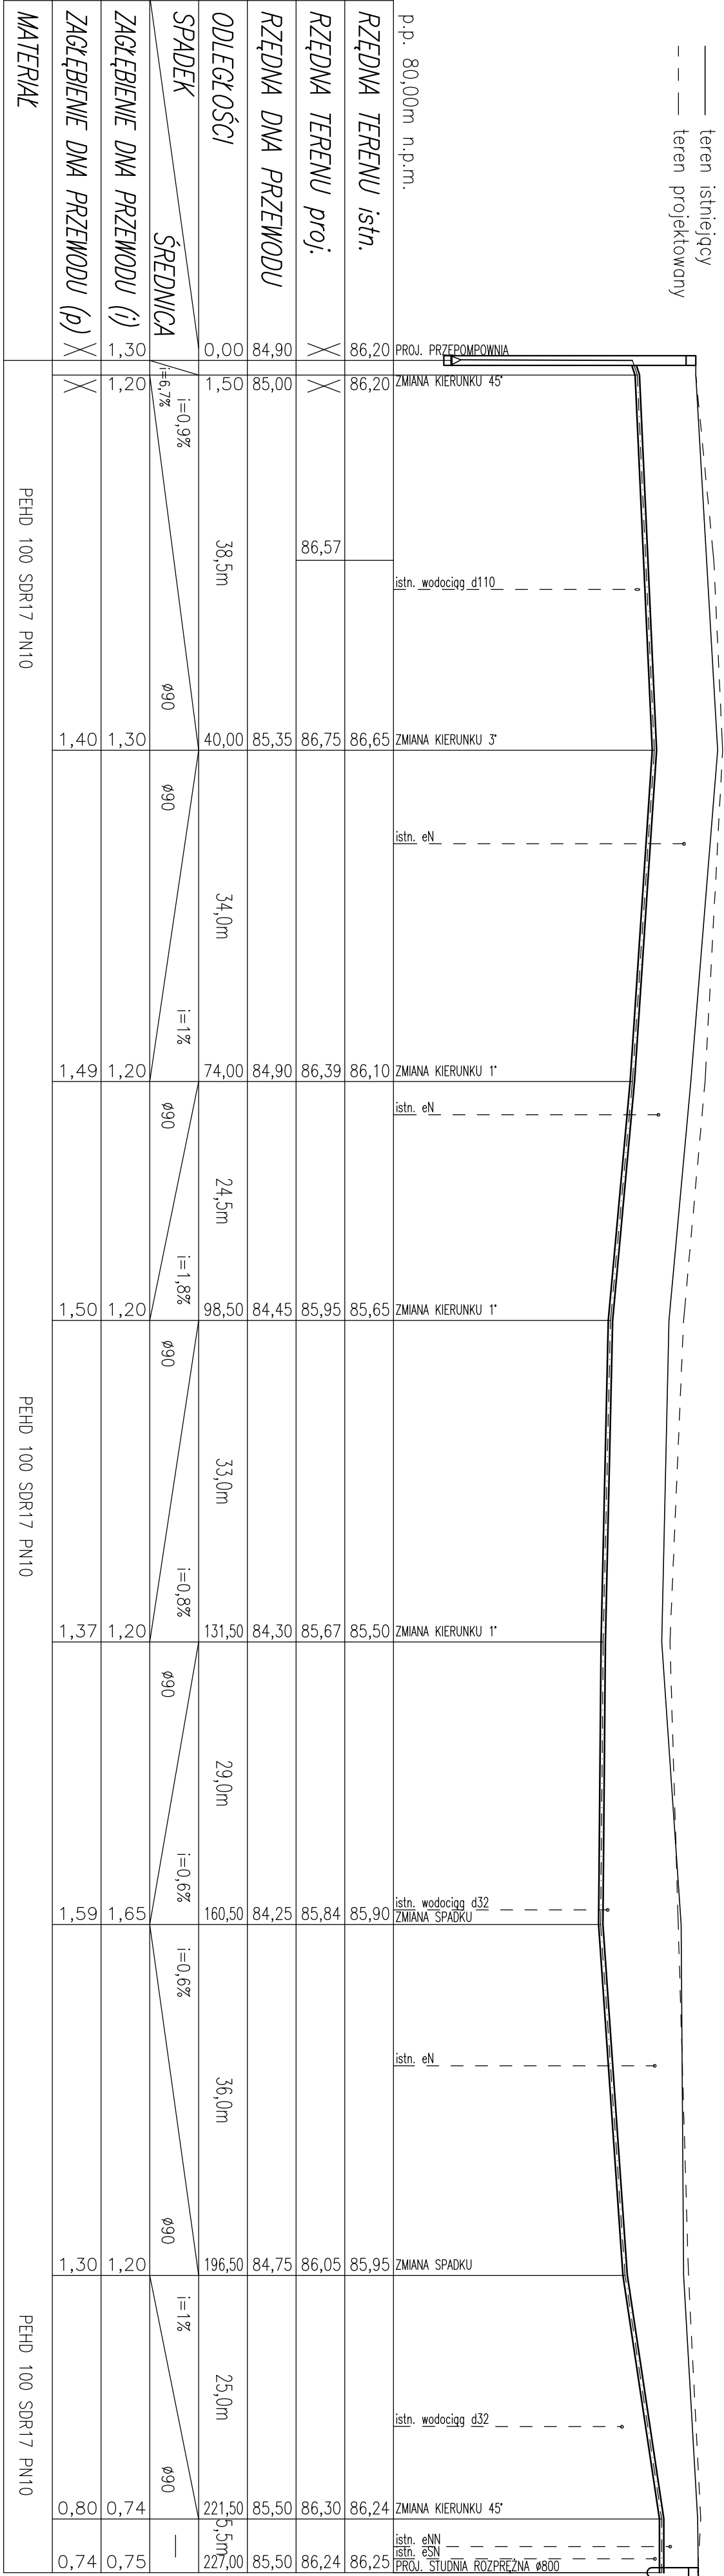 teren istniejący
teren projektowany
p.p. 80,00m n.p.m.
PROJ. PRZEPOMPOWNIA
ZMIANA KIERUNKU 45°
istn. wodociąg d110
ZMIANA KIERUNKU 3°
istn. eN
ZMIANA KIERUNKU 1°
istn. eN
ZMIANA KIERUNKU 1°
ZMIANA KIERUNKU 1°
istn. wodociąg d32
ZMIANA SPADKU
istn. eN
ZMIANA SPADKU
istn. wodociąg d32
ZMIANA KIERUNKU 45°
istn. eNN
istn. eSN
PROJ. STUDNIA ROZPRĘŻNA ø800
RZĘDNA TERENU istn. 86,20 86,20 86,65 86,10 85,65 85,50 85,90 85,95 86,24 86,25
RZĘDNA TERENU proj. 86,57 86,75 86,39 85,95 85,67 85,84 86,05 86,30 86,24
RZĘDNA DNA PRZEWODU 84,90 85,00 85,35 84,90 84,45 84,30 84,25 84,75 85,50 85,50
ODLEGŁOŚCI 0,00 1,50 38,5m 40,00 34,0m 74,00 24,5m 98,50 33,0m 131,50 29,0m 160,50 36,0m 196,50 25,0m 221,50 5,5m 227,00
SPADEK i=6,7% i=0,9% i=1% i=1,8% i=0,8% i=0,6% i=0,6% i=1%
ŚREDNICA ø90 ø90 ø90 ø90 ø90 ø90 ø90 —
ZAGŁĘBIENIE DNA PRZEWODU (i) 1,30 1,20 1,30 1,20 1,20 1,20 1,65 1,20 0,74 0,75
ZAGŁĘBIENIE DNA PRZEWODU (p) 1,40 1,49 1,50 1,37 1,59 1,30 0,80 0,74
MATERIAŁ PEHD 100 SDR17 PN10 PEHD 100 SDR17 PN10 PEHD 100 SDR17 PN10